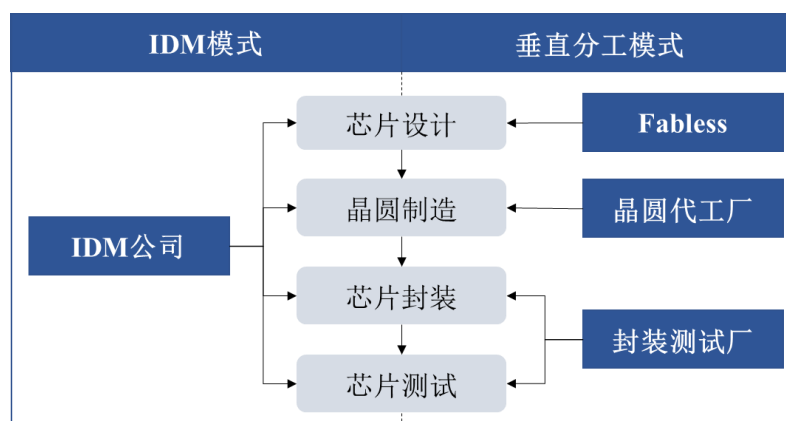 IDM模式
垂直分工模式
芯片设计
Fabless
晶圆制造
晶圆代工厂
IDM公司
芯片封装
封装测试厂
芯片测试